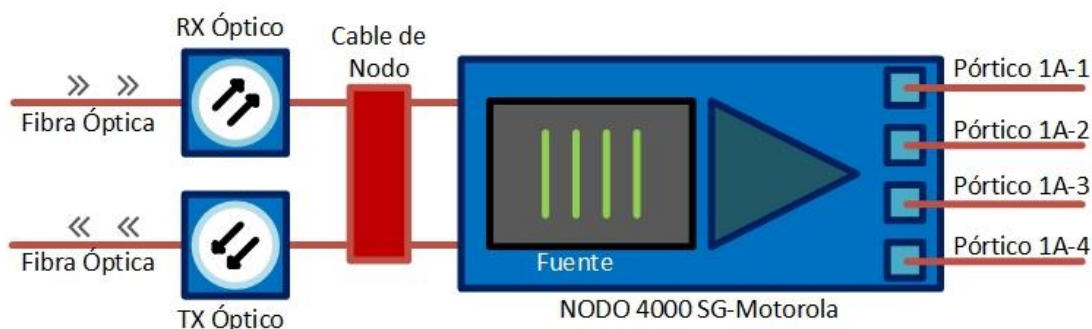 RX Óptico
Cable de
Nodo
Fibra Óptica
Fibra Óptica
TX Óptico
Fuente
NODO 4000 SG-Motorola
Pórtico 1A-1
Pórtico 1A-2
Pórtico 1A-3
Pórtico 1A-4